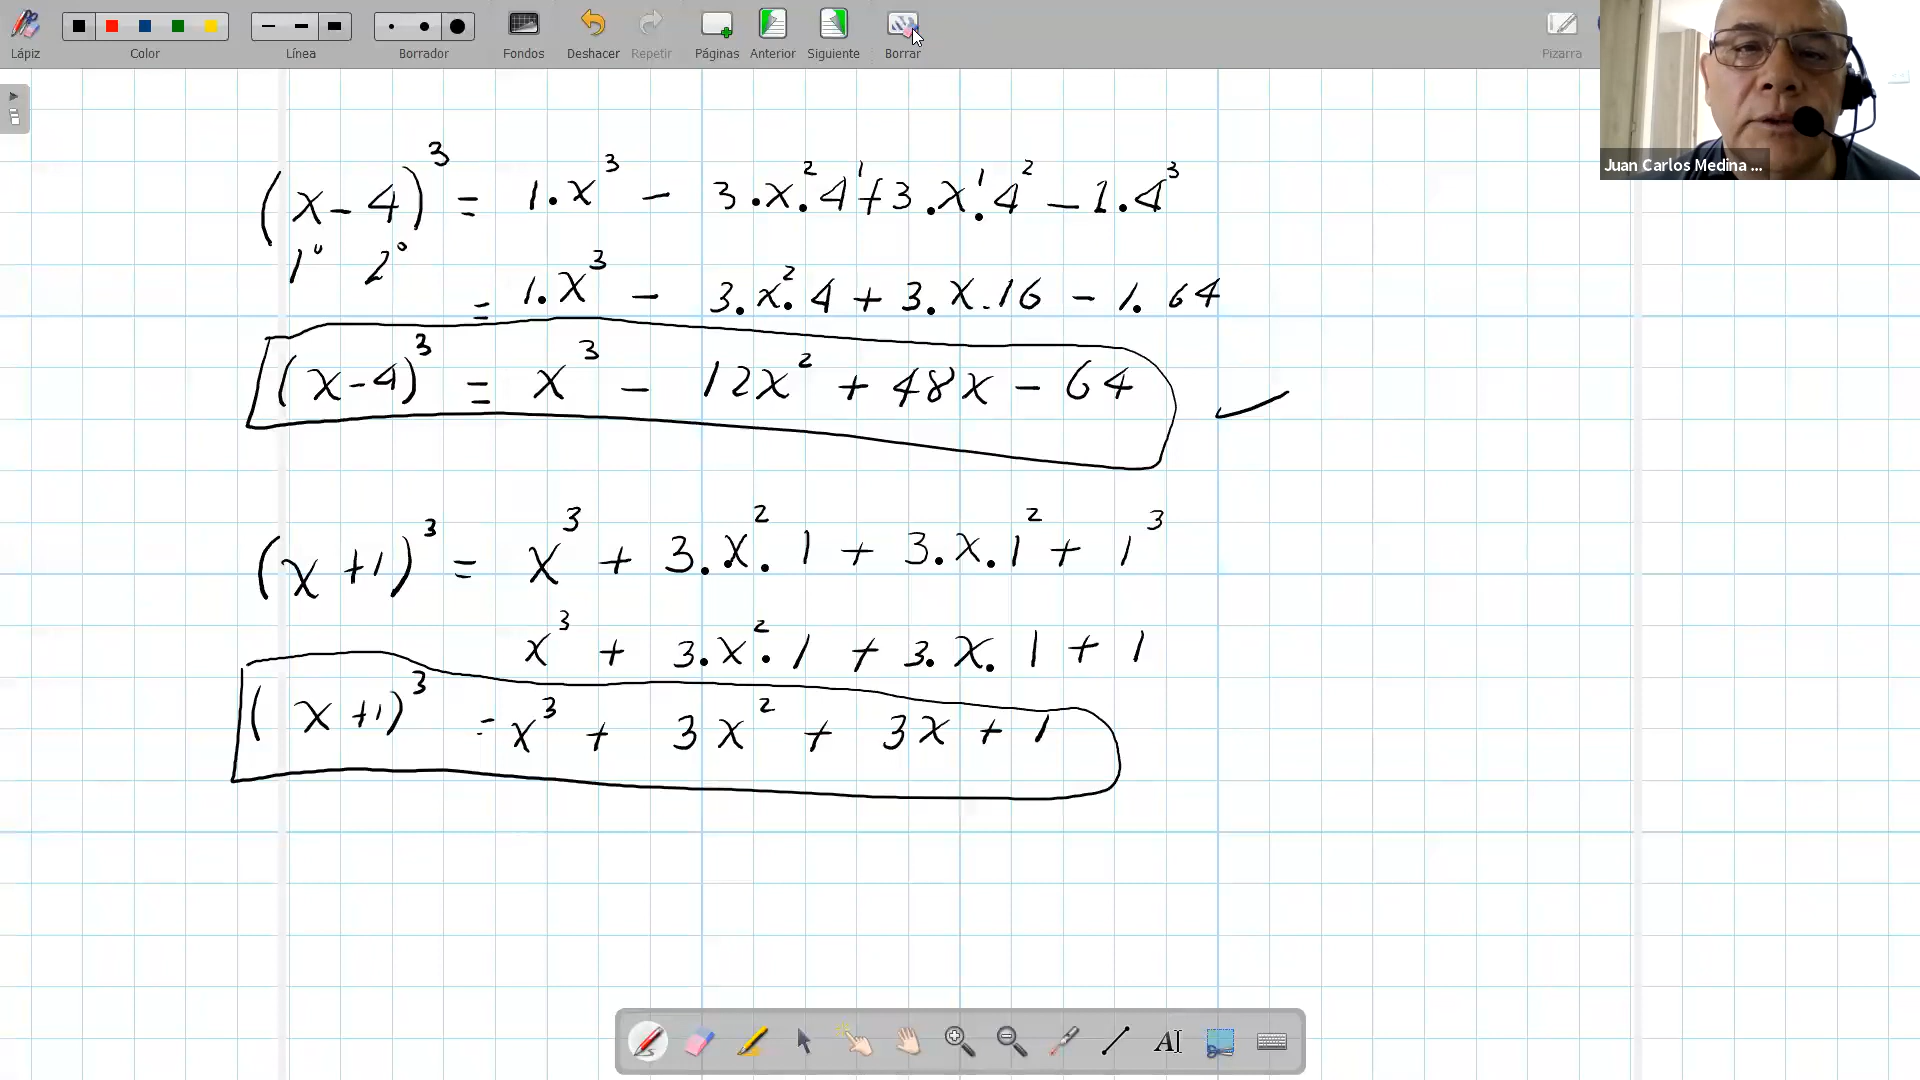 Lápiz Color Línea Borrador Fondos Deshacer Repetir Páginas Anterior Siguiente Borrar Pizarra
Juan Carlos Medina ...
(x-4)³ = 1.x³ - 3.x².4¹+3.x¹.4² - 1.4³
1° 2°
= 1.x³ - 3.x².4 + 3.x.16 - 1.64
(x-4)³ = x³ - 12x² + 48x - 64
(x+1)³ = x³ + 3.x².1 + 3.x.1² + 1³
x³ + 3.x².1 + 3.x.1 + 1
(x+1)³ = x³ + 3x² + 3x + 1